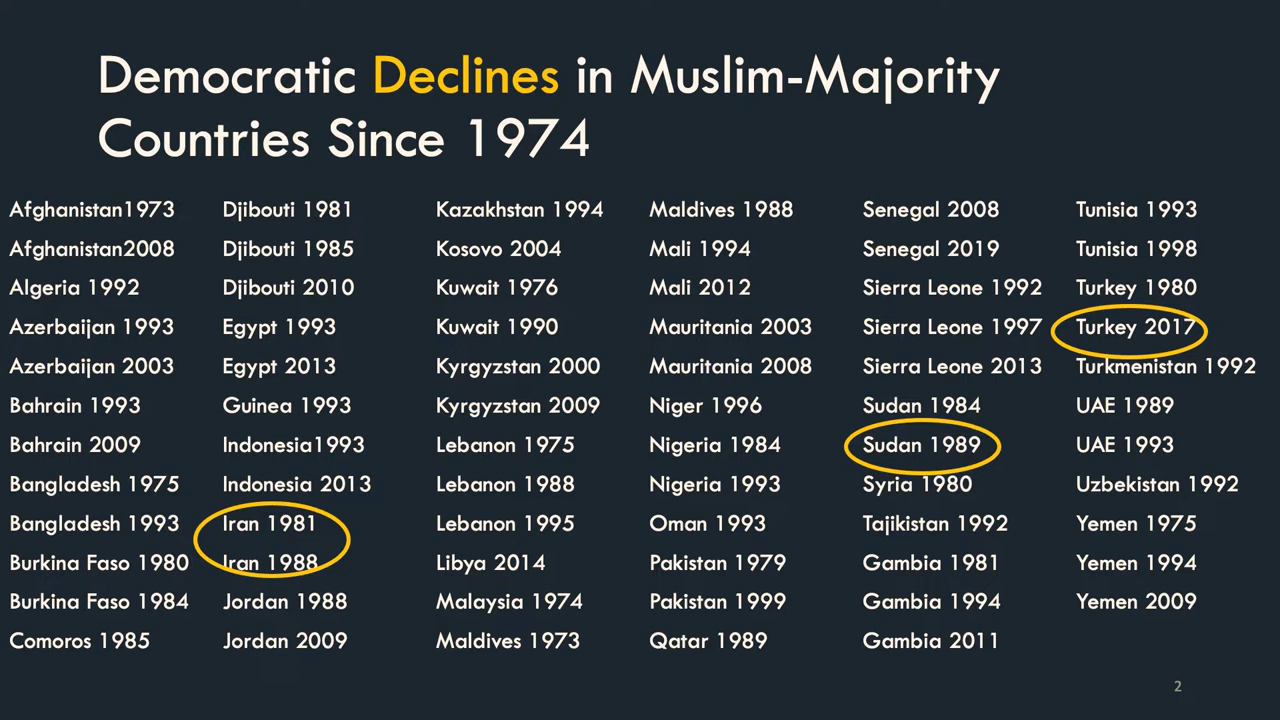 Democratic Declines in Muslim-Majority
Countries Since 1974
Afghanistan1973
Afghanistan2008
Algeria 1992
Azerbaijan 1993
Azerbaijan 2003
Bahrain 1993
Bahrain 2009
Bangladesh 1975
Bangladesh 1993
Burkina Faso 1980
Burkina Faso 1984
Comoros 1985
Djibouti 1981
Djibouti 1985
Djibouti 2010
Egypt 1993
Egypt 2013
Guinea 1993
Indonesia1993
Indonesia 2013
Iran 1981
Iran 1988
Jordan 1988
Jordan 2009
Kazakhstan 1994
Kosovo 2004
Kuwait 1976
Kuwait 1990
Kyrgyzstan 2000
Kyrgyzstan 2009
Lebanon 1975
Lebanon 1988
Lebanon 1995
Libya 2014
Malaysia 1974
Maldives 1973
Maldives 1988
Mali 1994
Mali 2012
Mauritania 2003
Mauritania 2008
Niger 1996
Nigeria 1984
Nigeria 1993
Oman 1993
Pakistan 1979
Pakistan 1999
Qatar 1989
Senegal 2008
Senegal 2019
Sierra Leone 1992
Sierra Leone 1997
Sierra Leone 2013
Sudan 1984
Sudan 1989
Syria 1980
Tajikistan 1992
Gambia 1981
Gambia 1994
Gambia 2011
Tunisia 1993
Tunisia 1998
Turkey 1980
Turkey 2017
Turkmenistan 1992
UAE 1989
UAE 1993
Uzbekistan 1992
Yemen 1975
Yemen 1994
Yemen 2009
2